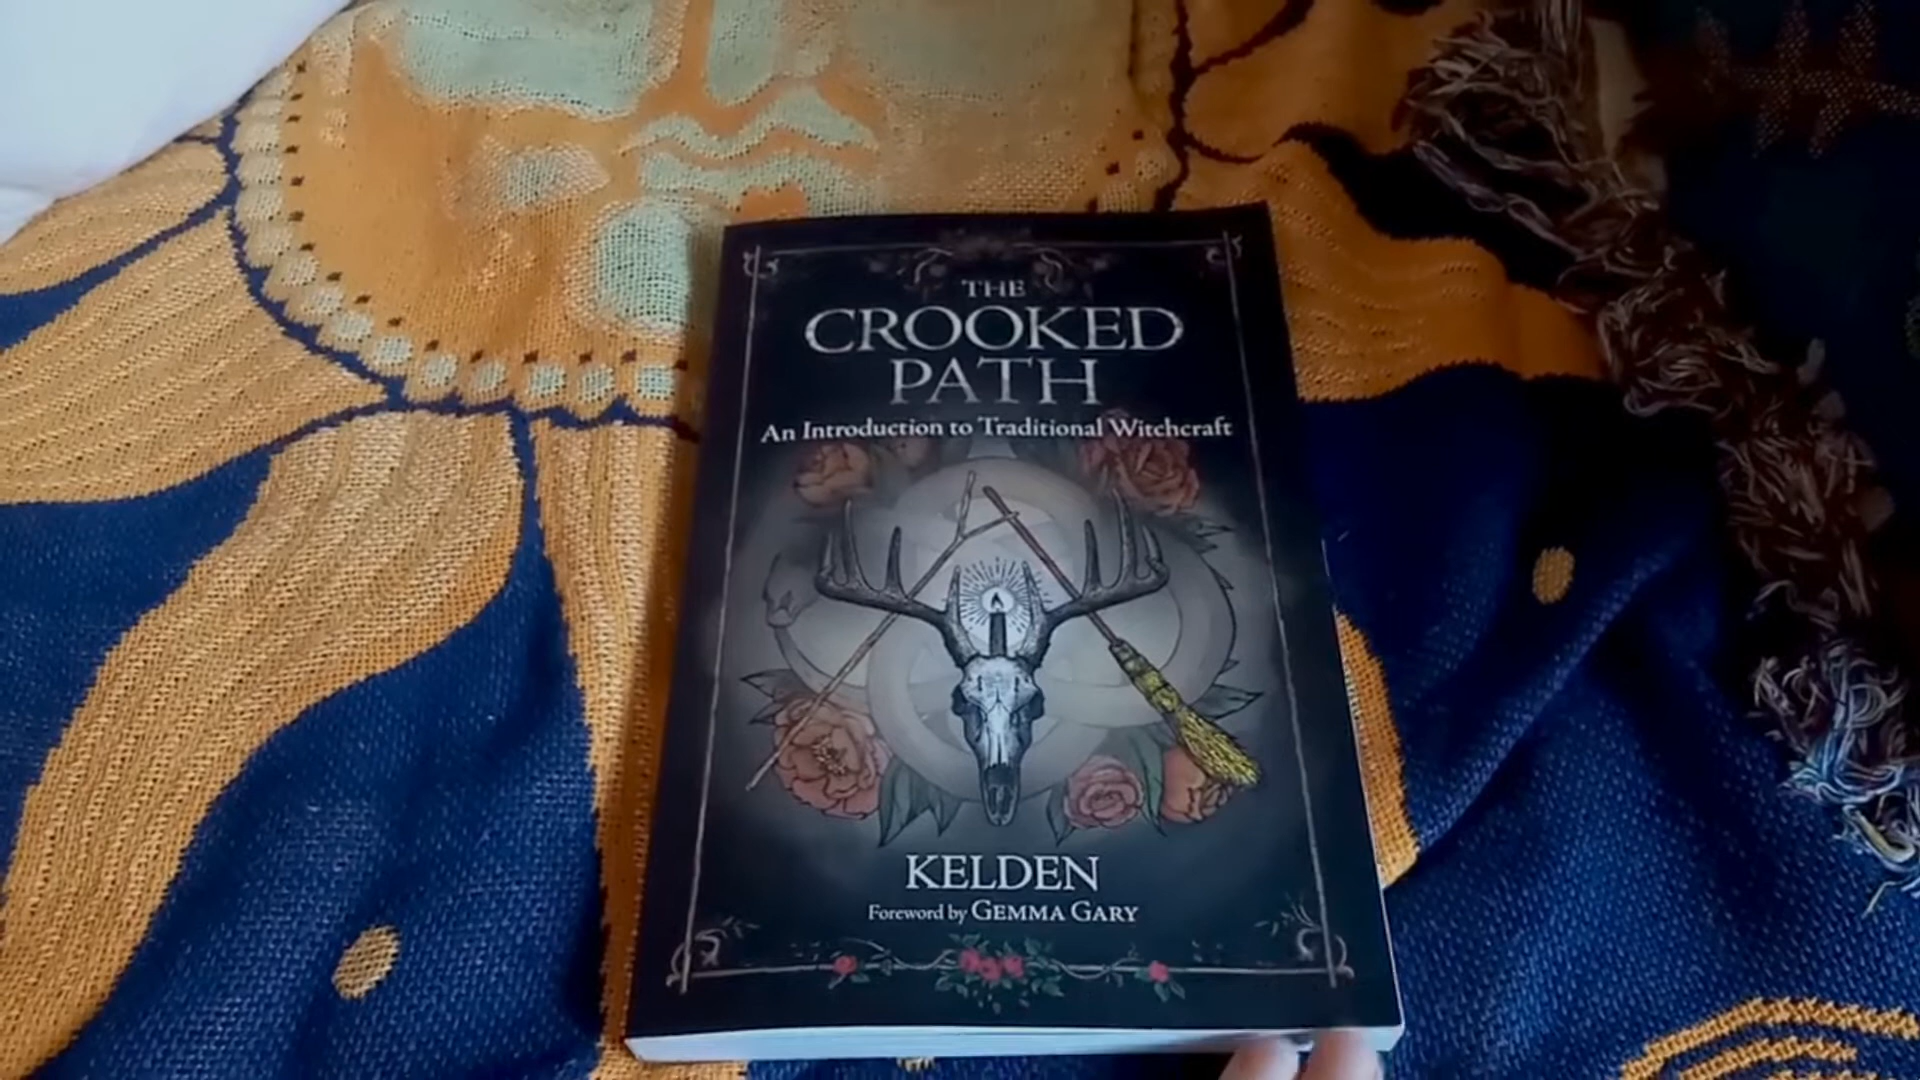 THE
CROOKED
PATH
An Introduction to Traditional Witchcraft
KELDEN
Foreword by GEMMA GARY